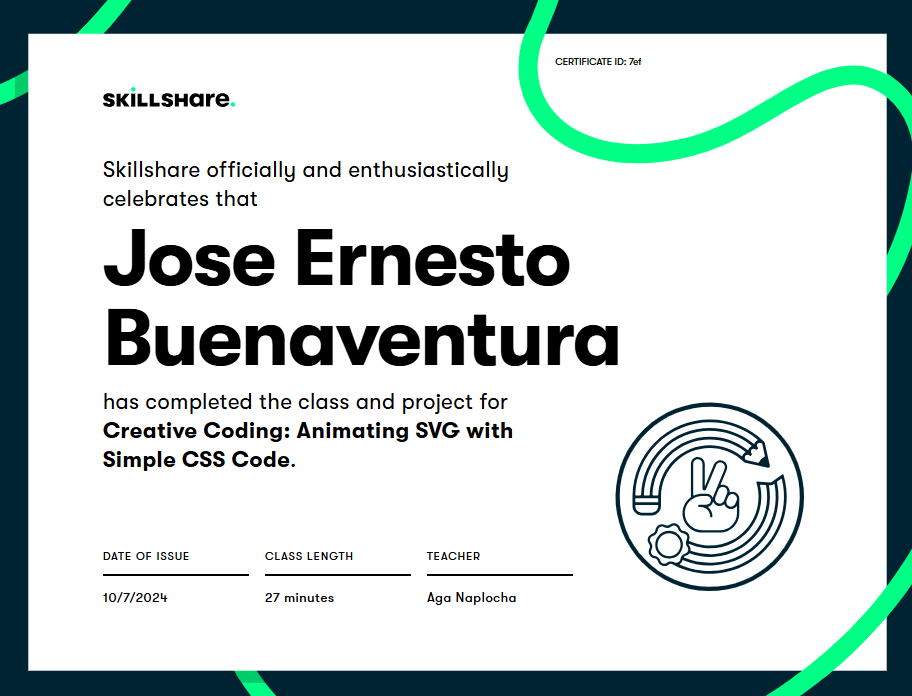 CERTIFICATE ID: 7ef
SKILLSHare.
Skillshare officially and enthusiastically
celebrates that
Jose Ernesto
Buenaventura
has completed the class and project for
Creative Coding: Animating SVG with
Simple CSS Code.
DATE OF ISSUE CLASS LENGTH TEACHER
10/7/2024 27 minutes Aga Naplocha